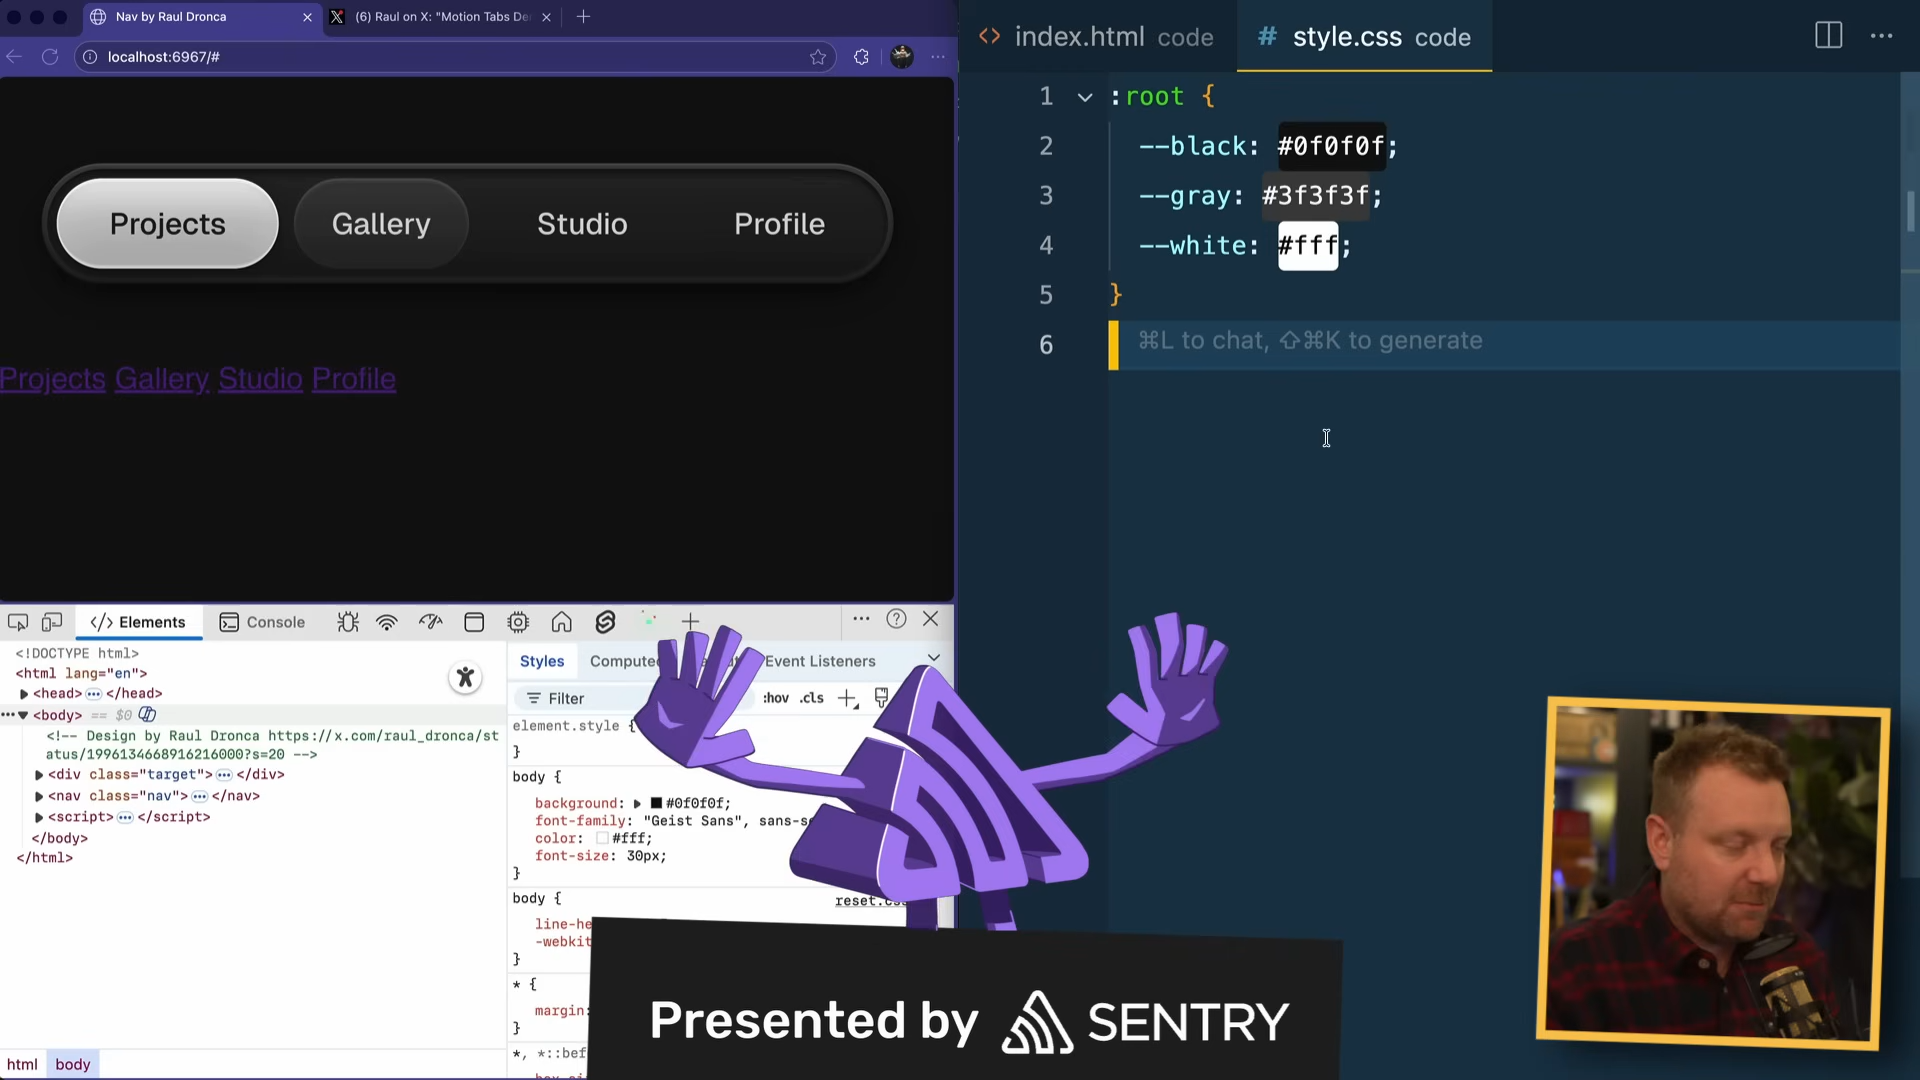 Nav by Raul Dronca
(6) Raul on X: "Motion Tabs De
localhost:6967/#
Projects
Gallery
Studio
Profile
Projects Gallery Studio Profile
Elements
Console
<!DOCTYPE html>
<html lang="en">
<head> </head>
<body> == $0
<!-- Design by Raul Dronca https://x.com/raul_dronca/st
atus/1996134668916216000?s=20 -->
<div class="target"> </div>
<nav class="nav"> </nav>
<script> </script>
</body>
</html>
html body
Styles Computed Event Listeners
Filter :hov .cls
element.style {
}
body {
background: #0f0f0f;
font-family: "Geist Sans", sans-s
color: #fff;
font-size: 30px;
}
body { reset.cs
line-he
-webkit
}
* {
margin:
}
*, *::bef
index.html code
style.css code
1 :root {
2 --black: #0f0f0f;
3 --gray: #3f3f3f;
4 --white: #fff;
5 }
6 ⌘L to chat, ⇧⌘K to generate
Presented by SENTRY